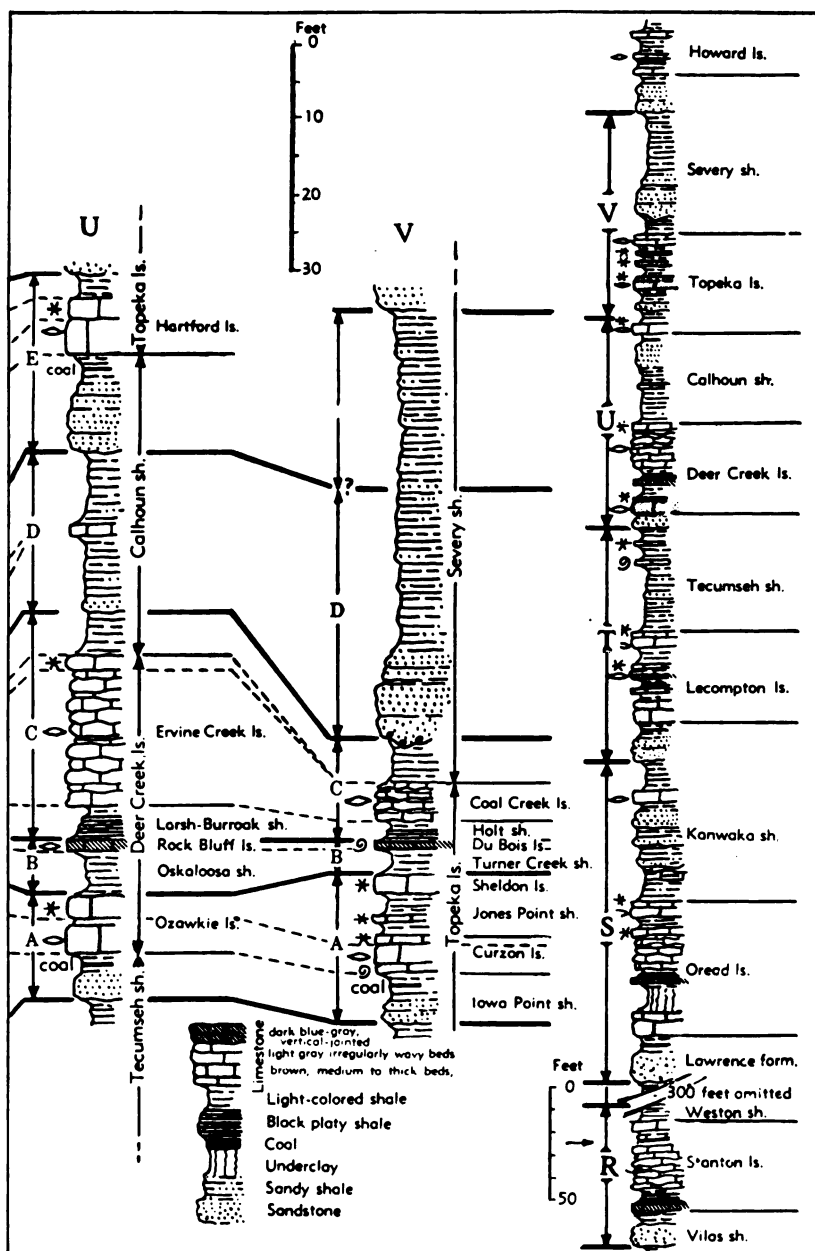 Feet
0
10
20
30
U
Topeka ls.
Hartford ls.
E
coal
Calhoun sh.
D
C
Ervine Creek ls.
Deer Creek ls.
Larsh-Burroak sh.
Rock Bluff ls.
B
Oskaloosa sh.
A
Ozawkie ls.
coal
Tecumseh sh.
V
?
Severy sh.
D
C
Coal Creek ls.
Holt sh.
Du Bois ls.
B
Turner Creek sh.
Sheldon ls.
Jones Point sh.
A
Curzon ls.
coal
Iowa Point sh.
Topeka ls.
Howard ls.
Severy sh.
V
Topeka ls.
Calhoun sh.
U
Deer Creek ls.
Tecumseh sh.
T
Lecompton ls.
Kanwaka sh.
S
Oread ls.
Lawrence form.
300 feet omitted
Weston sh.
R
Stanton ls.
Vilas sh.
Feet
0
50
Limestone
dark blue-gray,
vertical-jointed
light gray irregularly wavy beds
brown, medium to thick beds,
Light-colored shale
Black platy shale
Coal
Underclay
Sandy shale
Sandstone